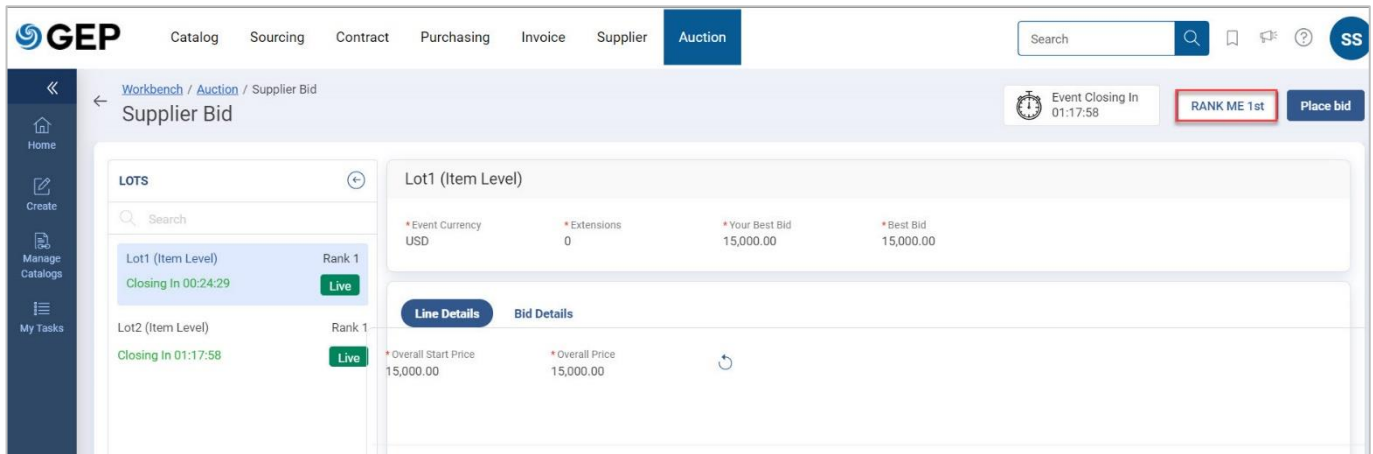 GEP
Catalog Sourcing Contract Purchasing Invoice Supplier Auction
Search
SS
Home
Create
Manage
Catalogs
My Tasks
Workbench / Auction / Supplier Bid
Supplier Bid
Event Closing In
01:17:58
RANK ME 1st
Place bid
LOTS
Search
Lot1 (Item Level) Rank 1
Closing In 00:24:29 Live
Lot2 (Item Level) Rank 1
Closing In 01:17:58 Live
Lot1 (Item Level)
*Event Currency *Extensions *Your Best Bid *Best Bid
USD 0 15,000.00 15,000.00
Line Details Bid Details
*Overall Start Price *Overall Price
15,000.00 15,000.00